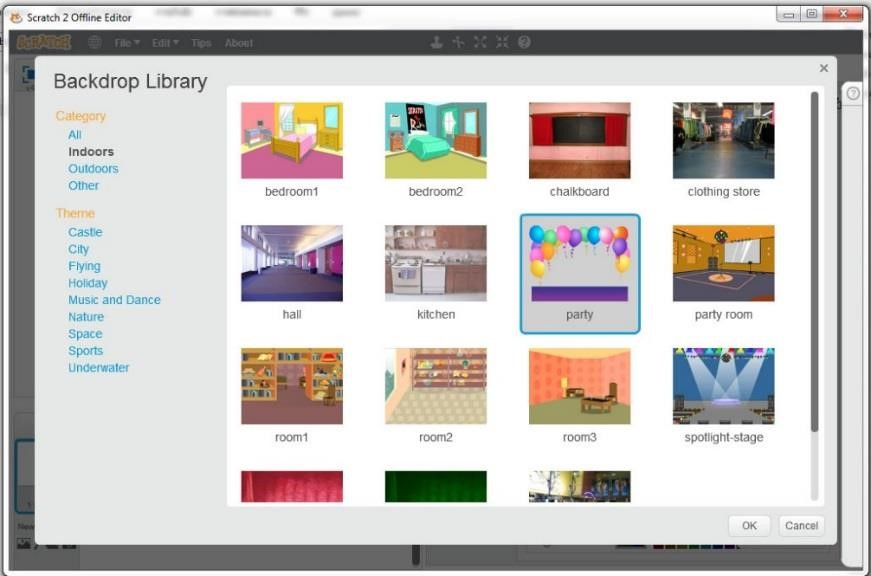 Scratch 2 Offline Editor
SCRATCH File Edit Tips About
Backdrop Library
Category
All
Indoors
Outdoors
Other
Theme
Castle
City
Flying
Holiday
Music and Dance
Nature
Space
Sports
Underwater
bedroom1 bedroom2 chalkboard clothing store
hall kitchen party party room
room1 room2 room3 spotlight-stage
OK Cancel
New